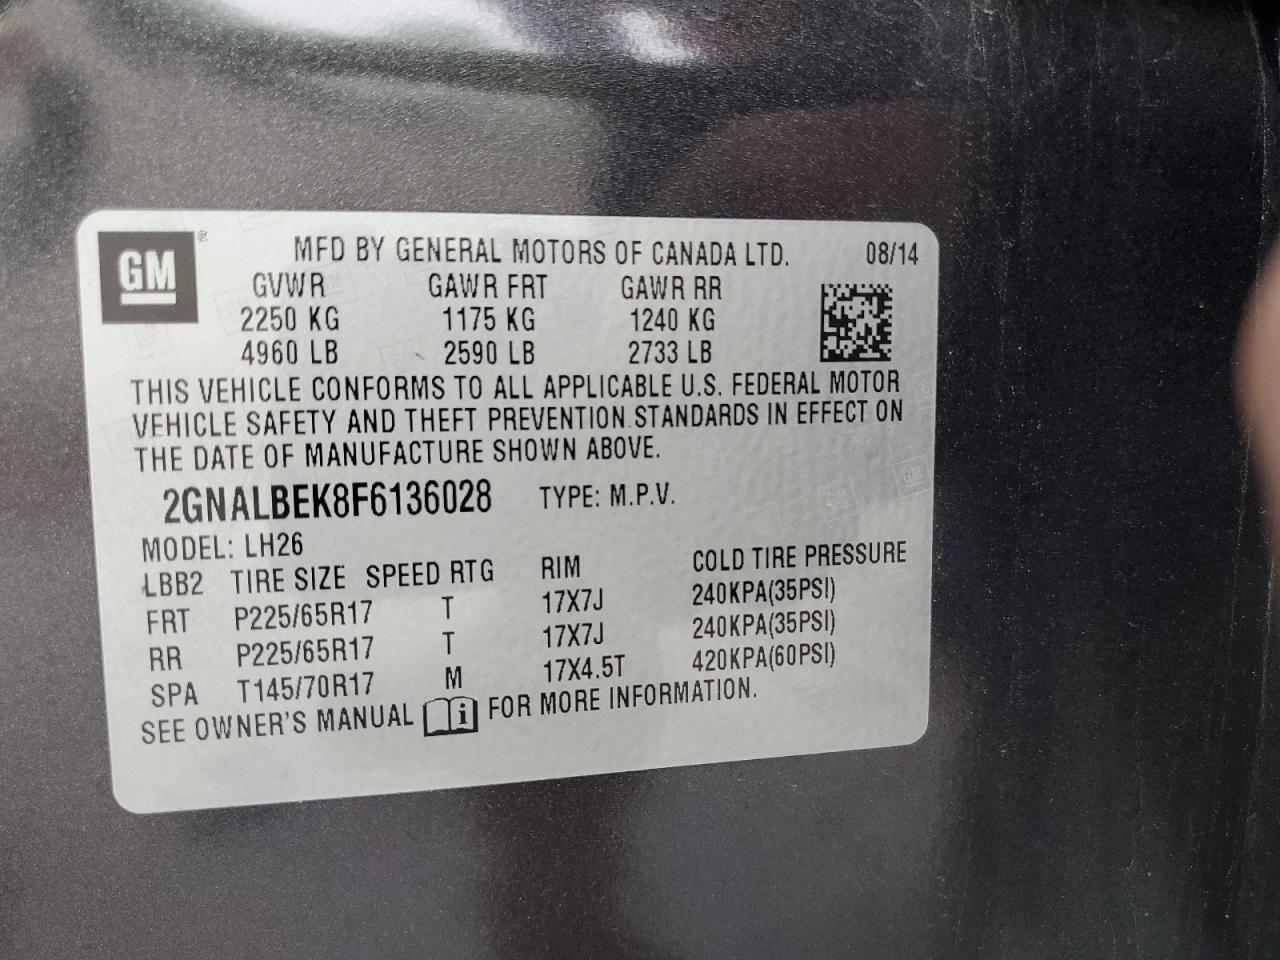 GM®
MFD BY GENERAL MOTORS OF CANADA LTD. 08/14
GVWR GAWR FRT GAWR RR
2250 KG 1175 KG 1240 KG
4960 LB 2590 LB 2733 LB
THIS VEHICLE CONFORMS TO ALL APPLICABLE U.S. FEDERAL MOTOR
VEHICLE SAFETY AND THEFT PREVENTION STANDARDS IN EFFECT ON
THE DATE OF MANUFACTURE SHOWN ABOVE.
2GNALBEK8F6136028 TYPE: M.P.V.
MODEL: LH26
LBB2 TIRE SIZE SPEED RTG RIM COLD TIRE PRESSURE
FRT P225/65R17 T 17X7J 240KPA(35PSI)
RR P225/65R17 T 17X7J 240KPA(35PSI)
SPA T145/70R17 M 17X4.5T 420KPA(60PSI)
SEE OWNER'S MANUAL i FOR MORE INFORMATION.